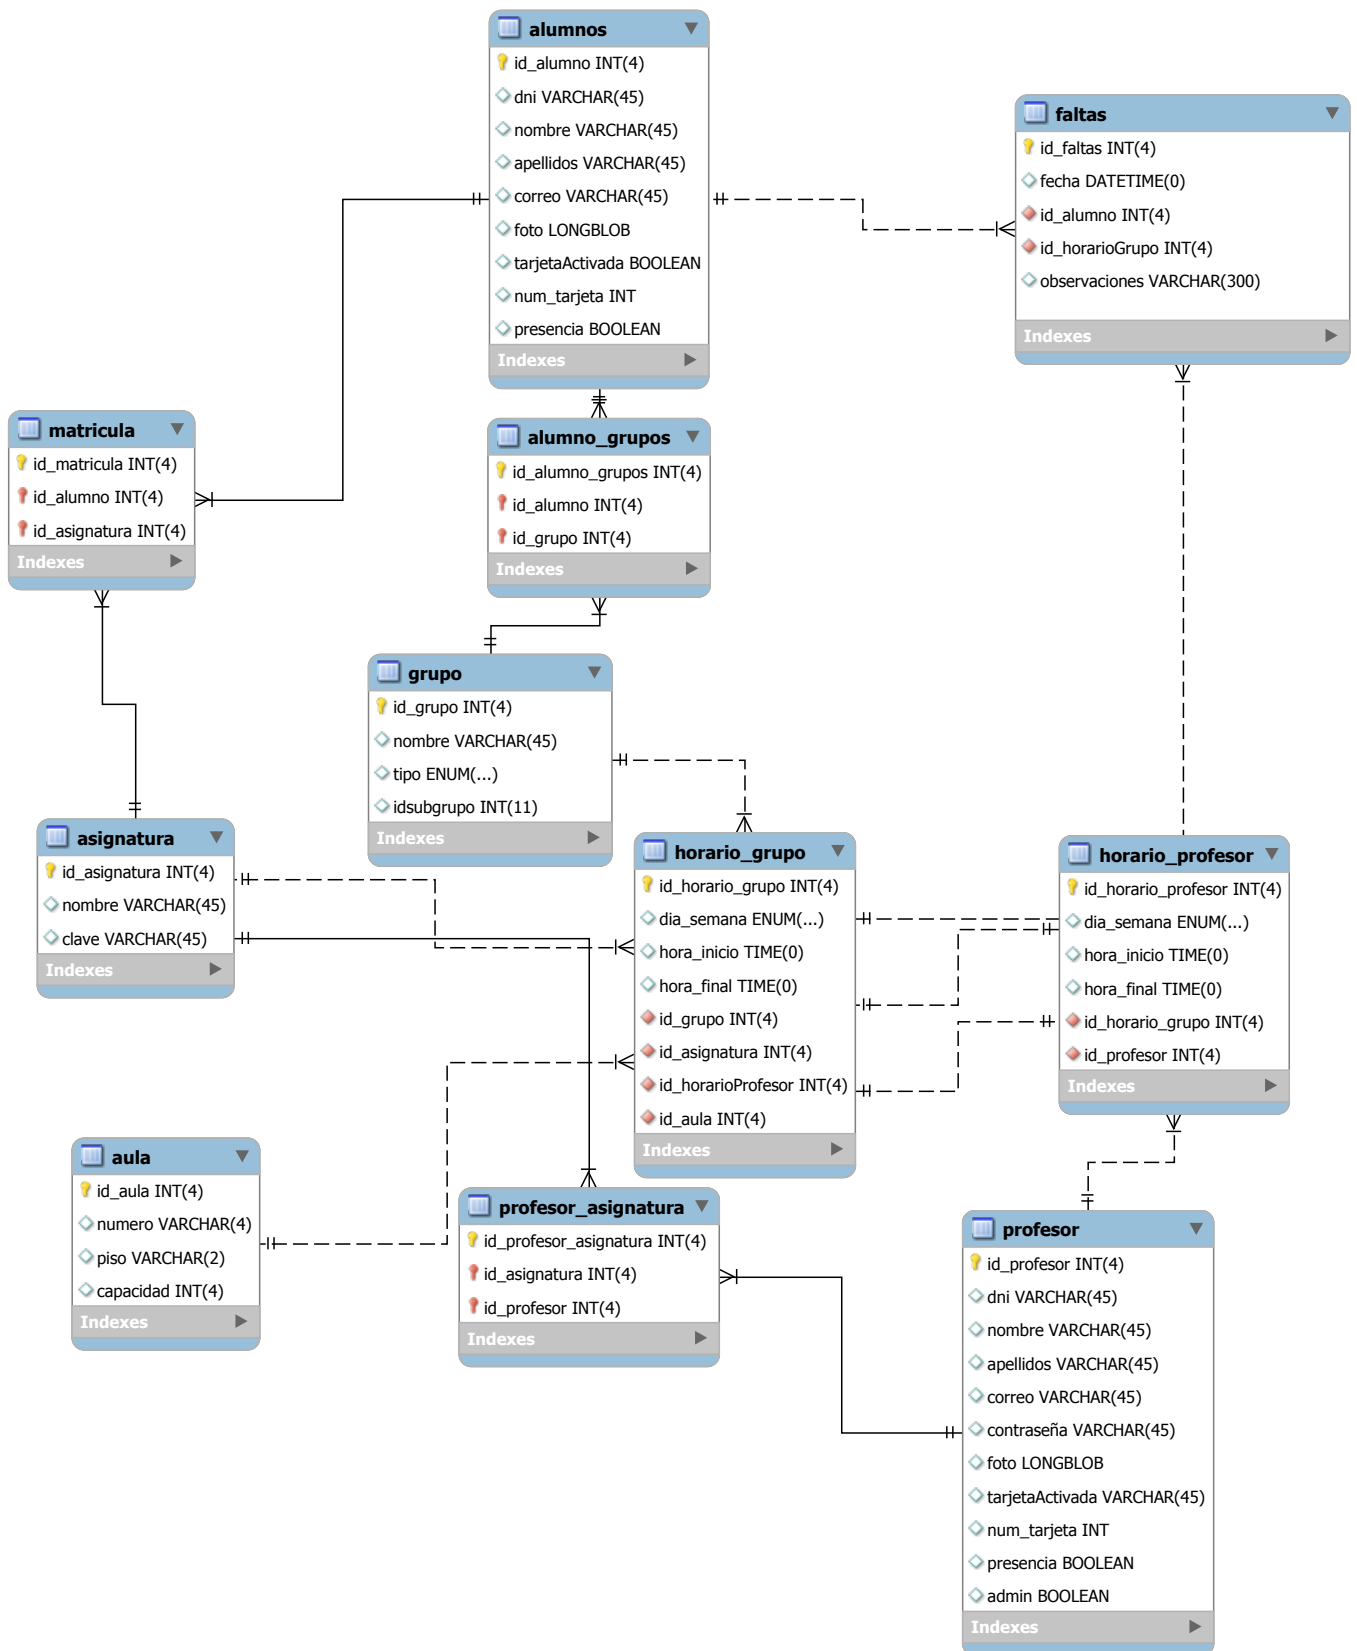 alumnos
id_alumno INT(4)
dni VARCHAR(45)
nombre VARCHAR(45)
apellidos VARCHAR(45)
correo VARCHAR(45)
foto LONGBLOB
tarjetaActivada BOOLEAN
num_tarjeta INT
presencia BOOLEAN
Indexes
faltas
id_faltas INT(4)
fecha DATETIME(0)
id_alumno INT(4)
id_horarioGrupo INT(4)
observaciones VARCHAR(300)
Indexes
matricula
id_matricula INT(4)
id_alumno INT(4)
id_asignatura INT(4)
Indexes
alumno_grupos
id_alumno_grupos INT(4)
id_alumno INT(4)
id_grupo INT(4)
Indexes
grupo
id_grupo INT(4)
nombre VARCHAR(45)
tipo ENUM(...)
idsubgrupo INT(11)
Indexes
asignatura
id_asignatura INT(4)
nombre VARCHAR(45)
clave VARCHAR(45)
Indexes
horario_grupo
id_horario_grupo INT(4)
dia_semana ENUM(...)
hora_inicio TIME(0)
hora_final TIME(0)
id_grupo INT(4)
id_asignatura INT(4)
id_horarioProfesor INT(4)
id_aula INT(4)
Indexes
horario_profesor
id_horario_profesor INT(4)
dia_semana ENUM(...)
hora_inicio TIME(0)
hora_final TIME(0)
id_horario_grupo INT(4)
id_profesor INT(4)
Indexes
aula
id_aula INT(4)
numero VARCHAR(4)
piso VARCHAR(2)
capacidad INT(4)
Indexes
profesor_asignatura
id_profesor_asignatura INT(4)
id_asignatura INT(4)
id_profesor INT(4)
Indexes
profesor
id_profesor INT(4)
dni VARCHAR(45)
nombre VARCHAR(45)
apellidos VARCHAR(45)
correo VARCHAR(45)
contraseña VARCHAR(45)
foto LONGBLOB
tarjetaActivada VARCHAR(45)
num_tarjeta INT
presencia BOOLEAN
admin BOOLEAN
Indexes